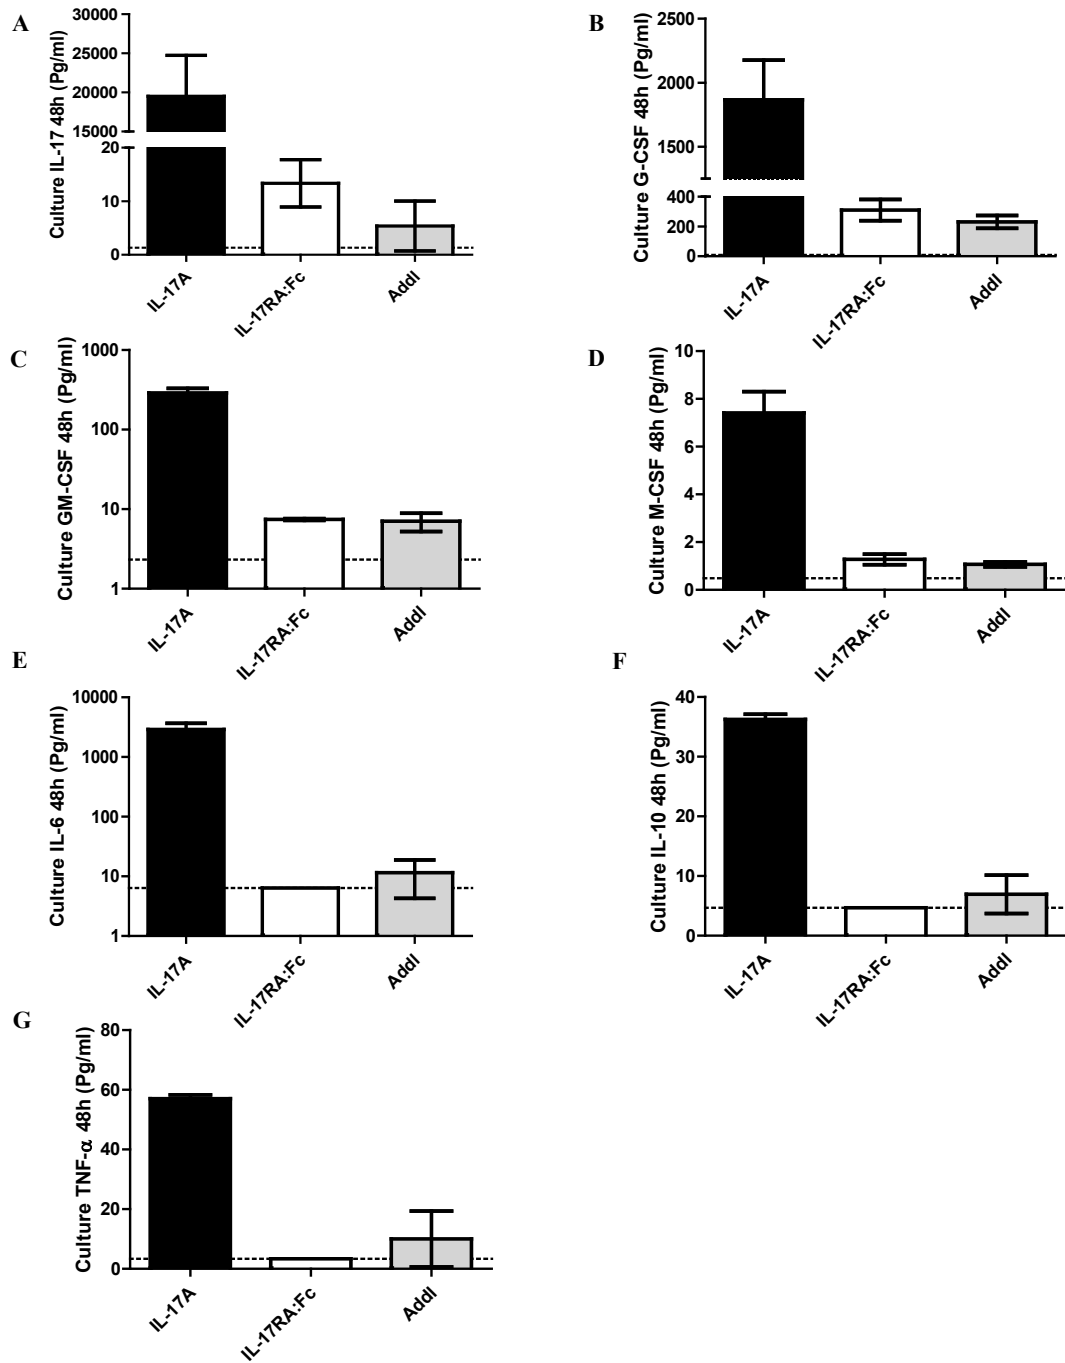 A
Culture IL-17 48h (Pg/ml)
30000
25000
20000
15000
20
10
0
IL-17A
IL-17RA:Fc
AddI
B
Culture G-CSF 48h (Pg/ml)
2500
2000
1500
400
200
0
IL-17A
IL-17RA:Fc
AddI
C
Culture GM-CSF 48h (Pg/ml)
1000
100
10
1
IL-17A
IL-17RA:Fc
AddI
D
Culture M-CSF 48h (Pg/ml)
10
8
6
4
2
0
IL-17A
IL-17RA:Fc
AddI
E
Culture IL-6 48h (Pg/ml)
10000
1000
100
10
1
IL-17A
IL-17RA:Fc
AddI
F
Culture IL-10 48h (Pg/ml)
40
30
20
10
0
IL-17A
IL-17RA:Fc
AddI
G
Culture TNF-α 48h (Pg/ml)
80
60
40
20
0
IL-17A
IL-17RA:Fc
AddI